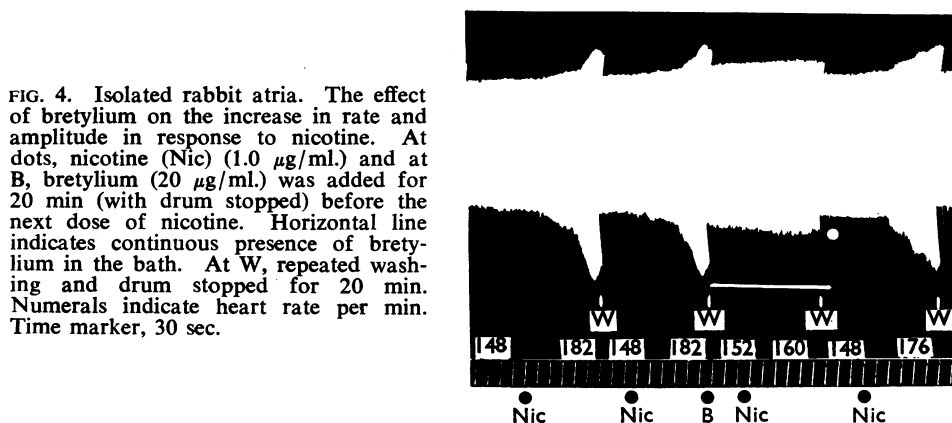 FIG. 4. Isolated rabbit atria. The effect
of bretylium on the increase in rate and
amplitude in response to nicotine. At
dots, nicotine (Nic) (1.0 μg/ml.) and at
B, bretylium (20 μg/ml.) was added for
20 min (with drum stopped) before the
next dose of nicotine. Horizontal line
indicates continuous presence of brety-
lium in the bath. At W, repeated wash-
ing and drum stopped for 20 min.
Numerals indicate heart rate per min.
Time marker, 30 sec.
W W W W
148 182 148 182 152 160 148 176
Nic Nic B Nic Nic